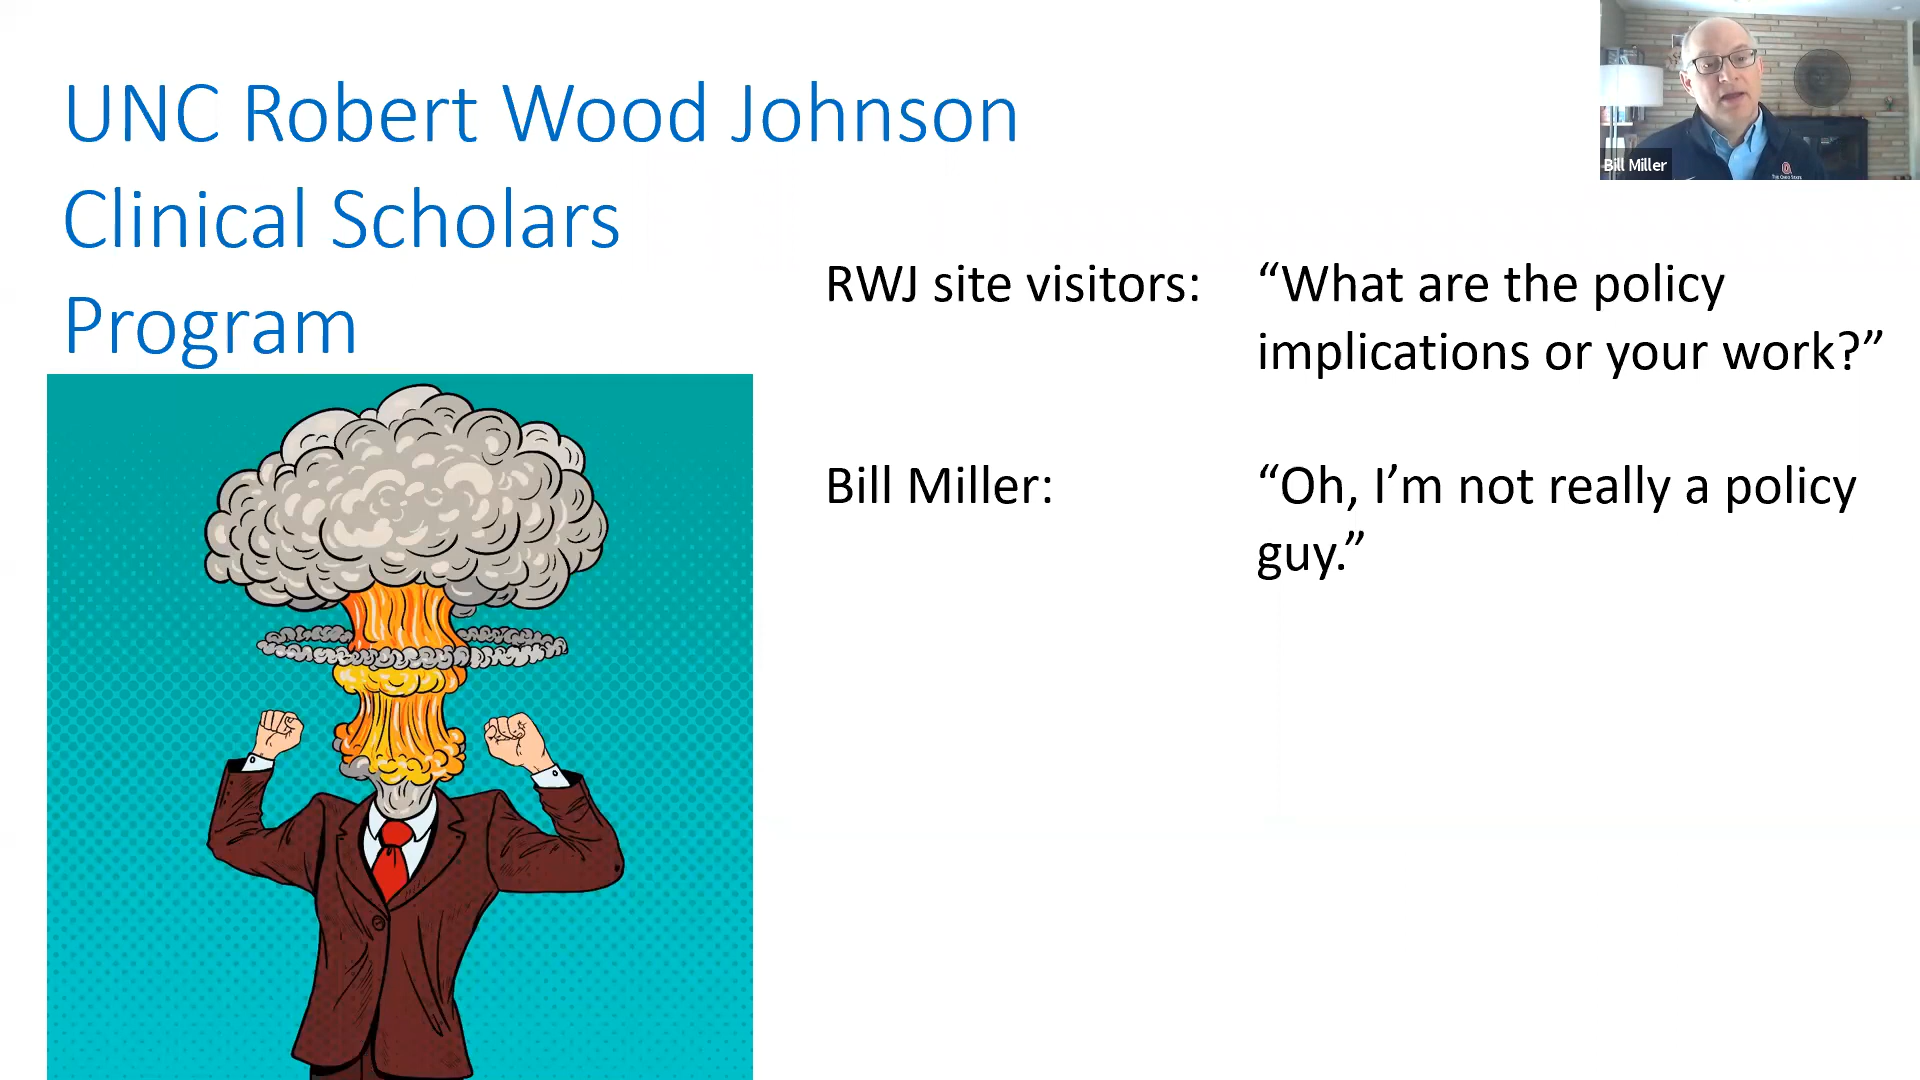 UNC Robert Wood Johnson
Clinical Scholars
Program
Bill Miller
RWJ site visitors: “What are the policy
implications or your work?”
Bill Miller: “Oh, I’m not really a policy
guy.”